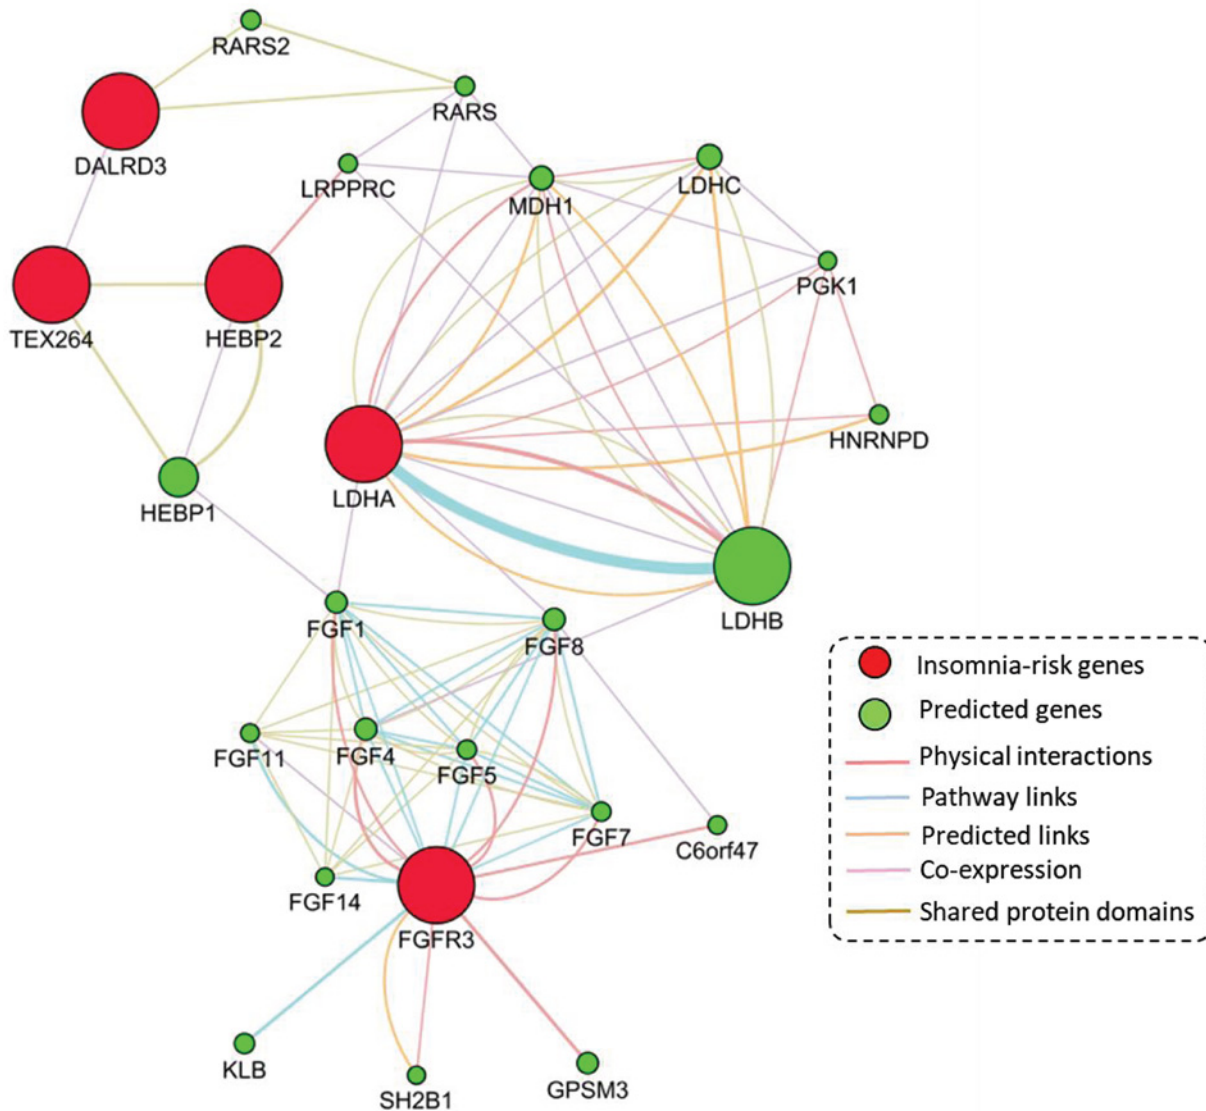 RARS2
RARS
DALRD3
LRPPRC
MDH1
LDHC
PGK1
TEX264
HEBP2
HNRNPD
LDHA
HEBP1
LDHB
FGF1
FGF8
Insomnia-risk genes
Predicted genes
FGF11
FGF4
FGF5
Physical interactions
Pathway links
FGF7
C6orf47
Predicted links
Co-expression
FGF14
Shared protein domains
FGFR3
KLB
SH2B1
GPSM3